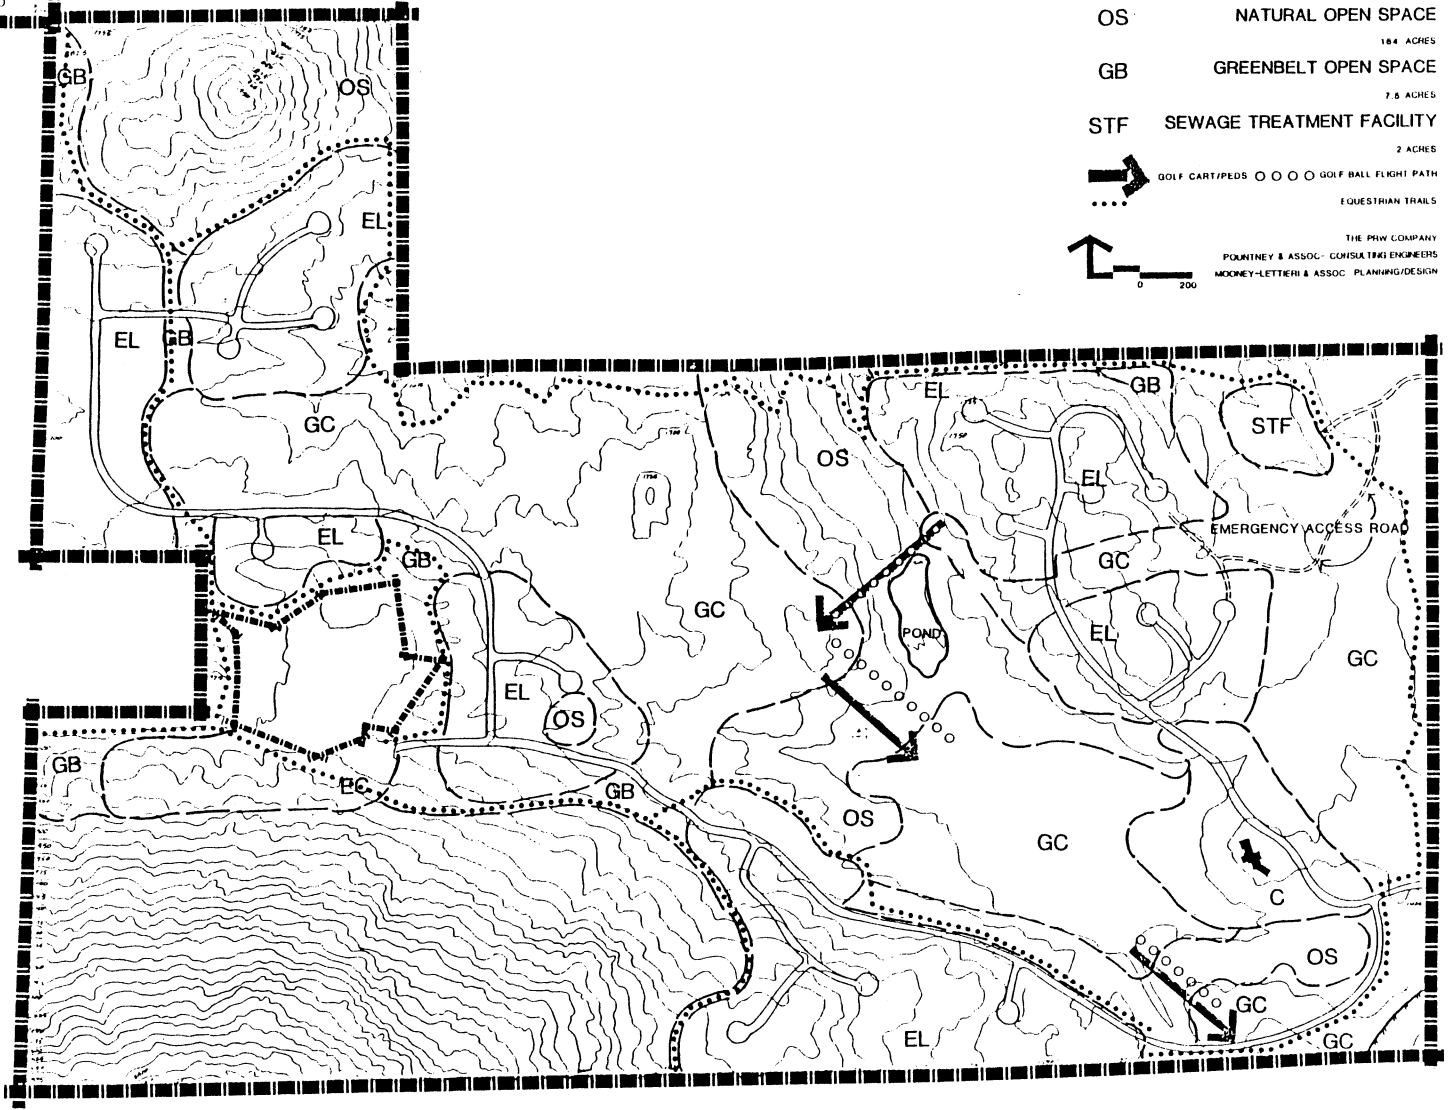 OS NATURAL OPEN SPACE
184 ACRES
GB GREENBELT OPEN SPACE
7.8 ACRES
STF SEWAGE TREATMENT FACILITY
2 ACRES
GOLF CART/PEDS GOLF BALL FLIGHT PATH
EQUESTRIAN TRAILS
THE PRW COMPANY
POUNTNEY & ASSOC- CONSULTING ENGINEERS
MOONEY-LETTIERI & ASSOC PLANNING/DESIGN
0 200
GB
OS
EL
EL
GB
GC
EL
GB
EL
OS
GB
EC
GB
GC
OS
EL
GB
STF
EL
EMERGENCY ACCESS ROAD
GC
POND
EL
GC
OS
GC
C
OS
GC
GC
EL
1750